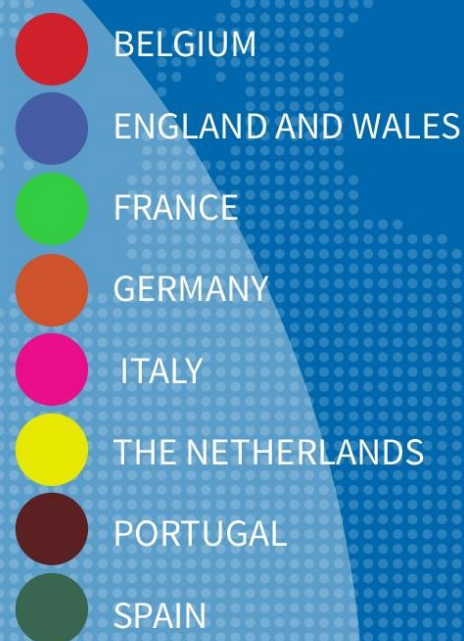 BELGIUM
ENGLAND AND WALES
FRANCE
GERMANY
ITALY
THE NETHERLANDS
PORTUGAL
SPAIN